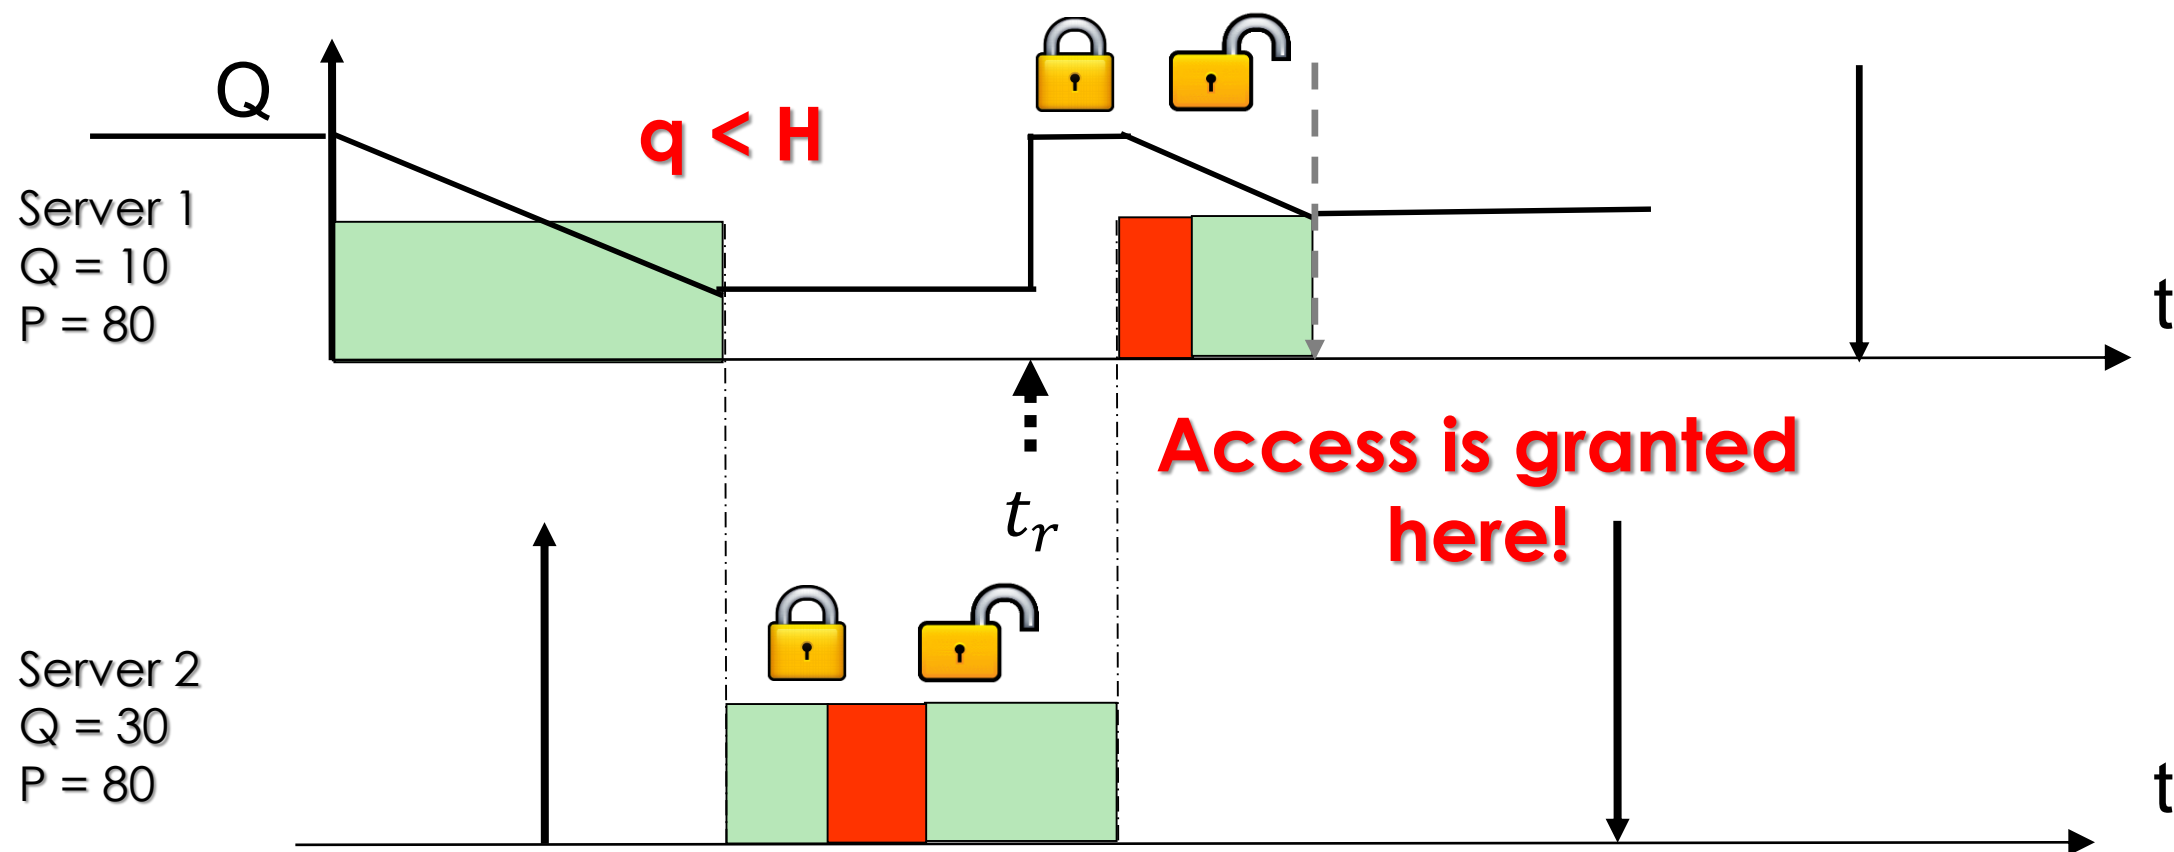 Q
q < H
Server 1
Q = 10
P = 80
t
t_r
Access is granted
here!
Server 2
Q = 30
P = 80
t